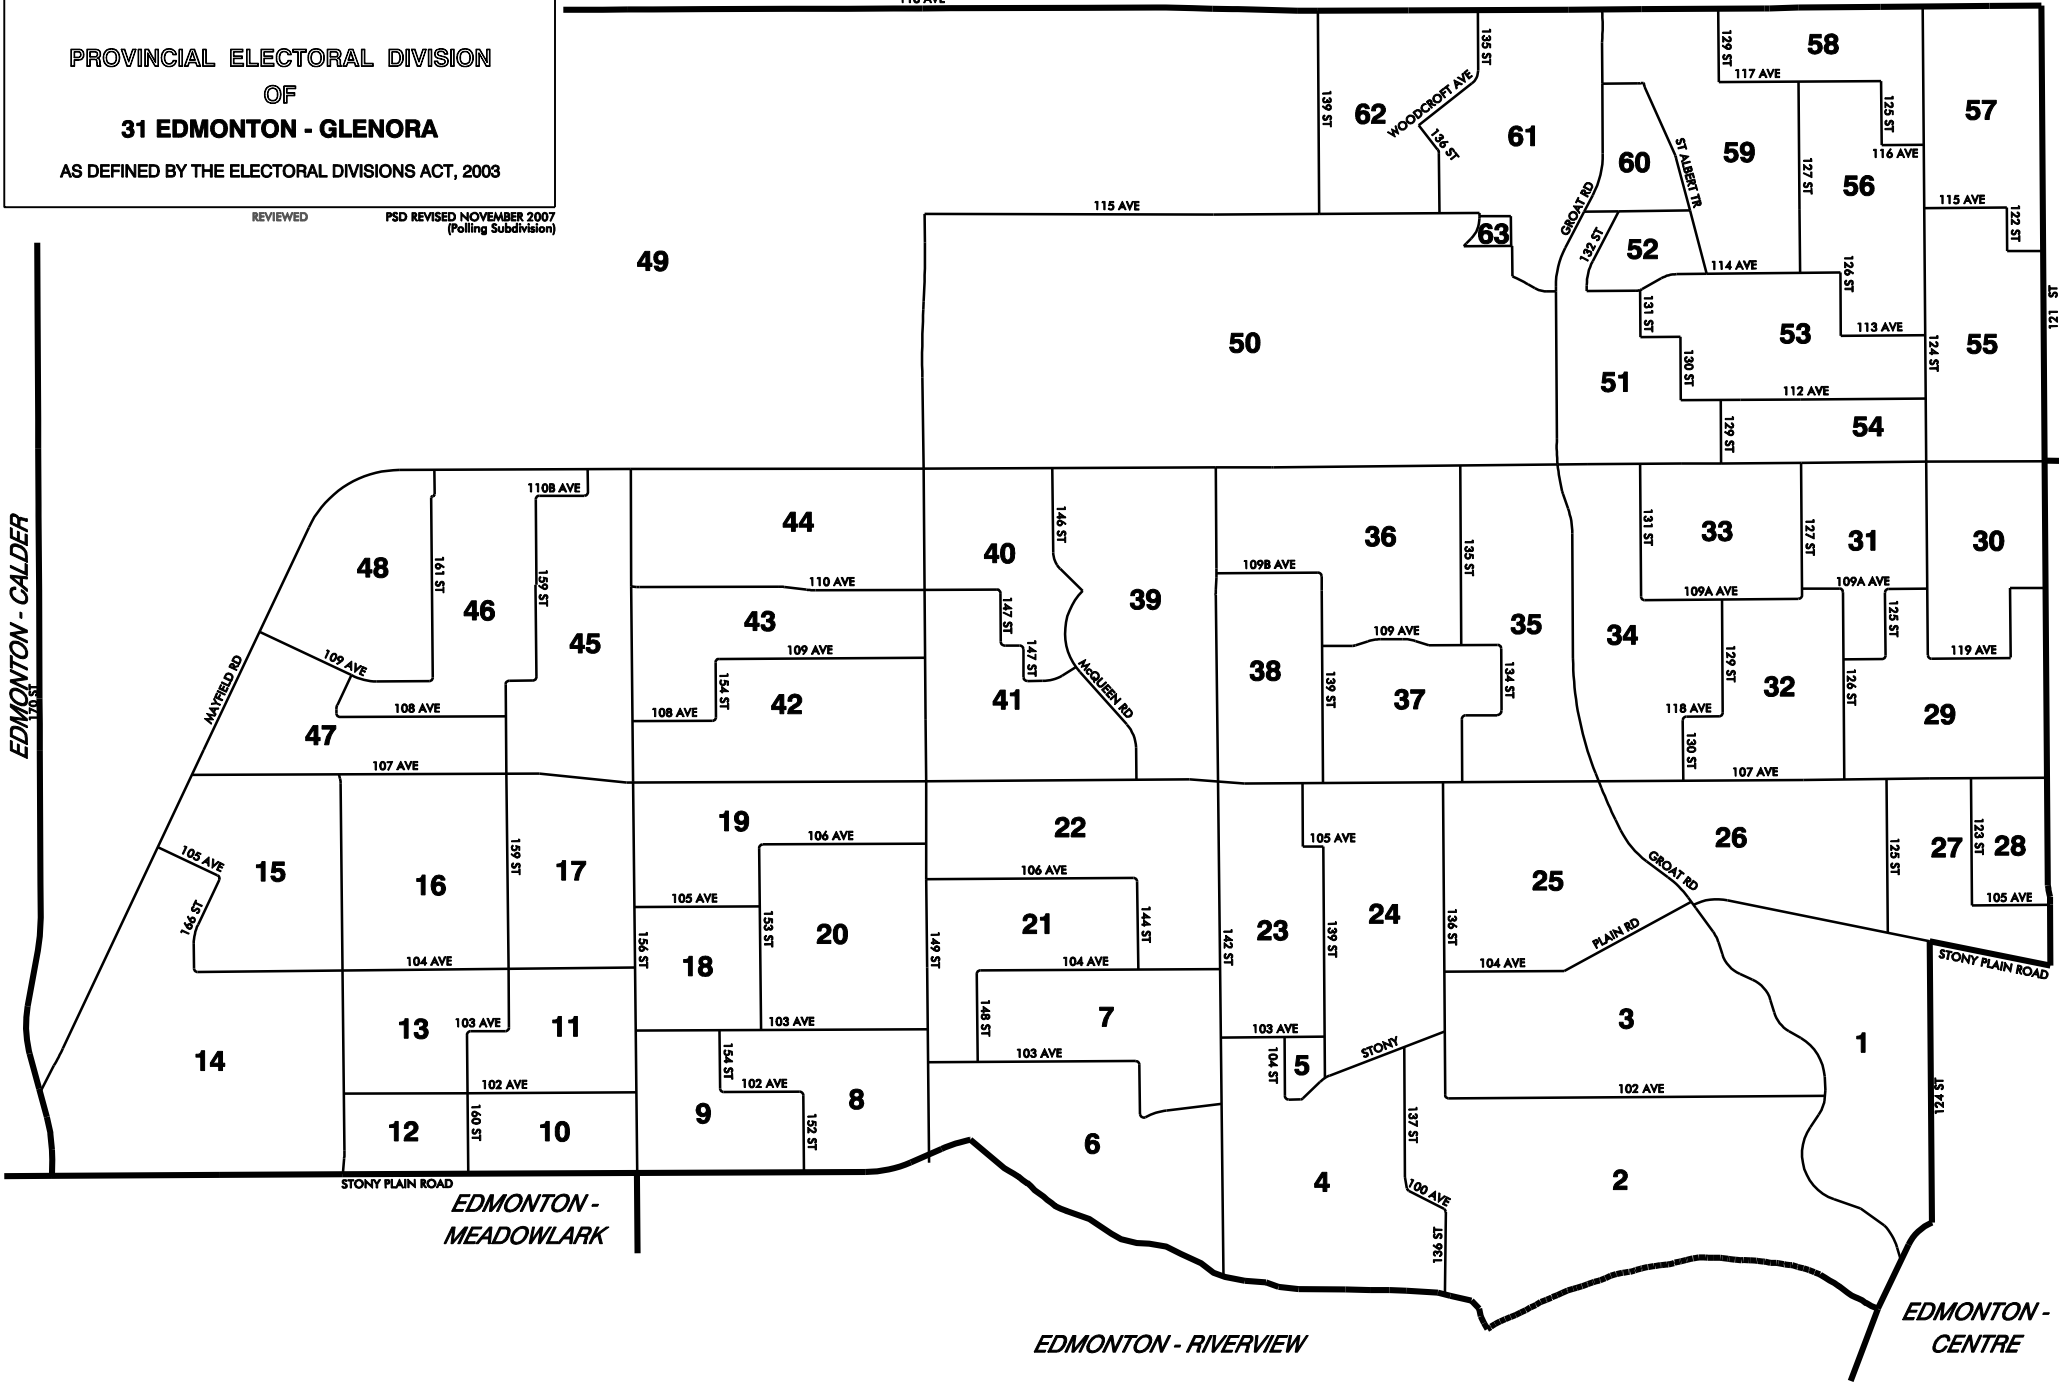 PROVINCIAL ELECTORAL DIVISION
OF
31 EDMONTON - GLENORA
AS DEFINED BY THE ELECTORAL DIVISIONS ACT, 2003
REVIEWED
PSD REVISED NOVEMBER 2007
(Polling Subdivision)
139 ST
62
135 ST
WOODCROFT AVE
136 ST
61
GROAT RD
60
ST ALBERT TR
129 ST
58
117 AVE
59
127 ST
125 ST
116 AVE
56
57
115 AVE
122 ST
115 AVE
63
132 ST
52
114 AVE
126 ST
49
50
131 ST
130 ST
51
53
113 AVE
124 ST
55
121 ST
112 AVE
129 ST
54
EDMONTON - CALDER
170 ST
MAYFIELD RD
48
161 ST
110B AVE
159 ST
46
45
109 AVE
108 AVE
47
107 AVE
44
110 AVE
43
109 AVE
154 ST
108 AVE
42
40
146 ST
147 ST
147 ST
41
McQUEEN RD
39
109B AVE
36
135 ST
109 AVE
38
139 ST
37
134 ST
35
34
131 ST
33
127 ST
109A AVE
129 ST
118 AVE
130 ST
32
31
109A AVE
125 ST
126 ST
30
119 AVE
29
107 AVE
105 AVE
15
166 ST
16
159 ST
17
104 AVE
19
106 AVE
105 AVE
156 ST
18
153 ST
20
103 AVE
22
106 AVE
149 ST
21
144 ST
104 AVE
142 ST
23
105 AVE
139 ST
24
136 ST
25
GROAT RD
PLAIN RD
104 AVE
26
125 ST
27
123 ST
28
105 AVE
STONY PLAIN ROAD
14
13
103 AVE
11
102 AVE
12
160 ST
10
154 ST
102 AVE
9
152 ST
8
148 ST
7
103 AVE
6
103 AVE
104 ST
5
STONY
4
137 ST
100 AVE
136 ST
3
102 AVE
2
1
124 ST
STONY PLAIN ROAD
EDMONTON -
MEADOWLARK
EDMONTON - RIVERVIEW
EDMONTON -
CENTRE